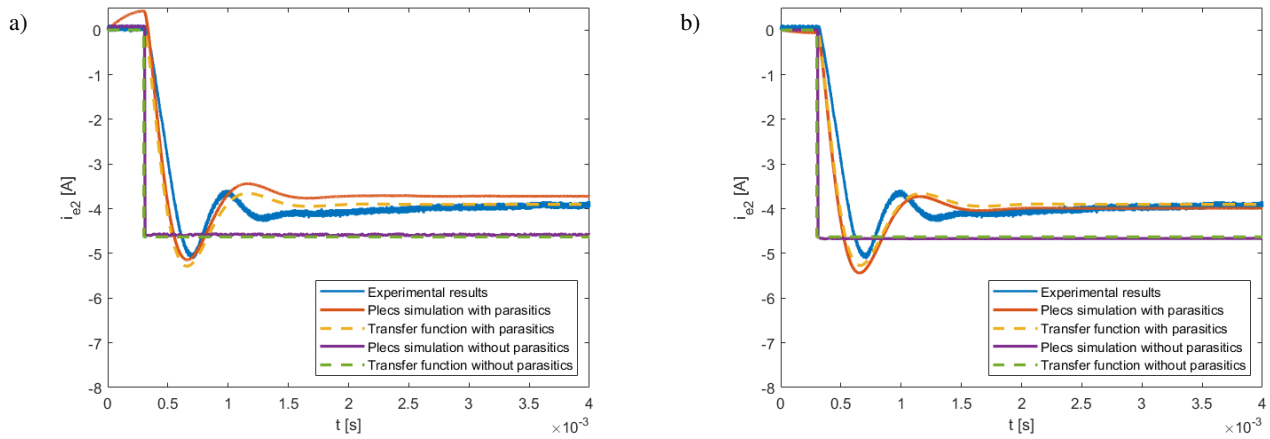 a)
0
-1
-2
-3
-4
-5
-6
-7
-8
i_e2 [A]
Experimental results
Plecs simulation with parasitics
Transfer function with parasitics
Plecs simulation without parasitics
Transfer function without parasitics
0 0.5 1 1.5 2 2.5 3 3.5 4
t [s] ×10^-3
b)
0
-1
-2
-3
-4
-5
-6
-7
-8
i_e2 [A]
Experimental results
Plecs simulation with parasitics
Transfer function with parasitics
Plecs simulation without parasitics
Transfer function without parasitics
0 0.5 1 1.5 2 2.5 3 3.5 4
t [s] ×10^-3